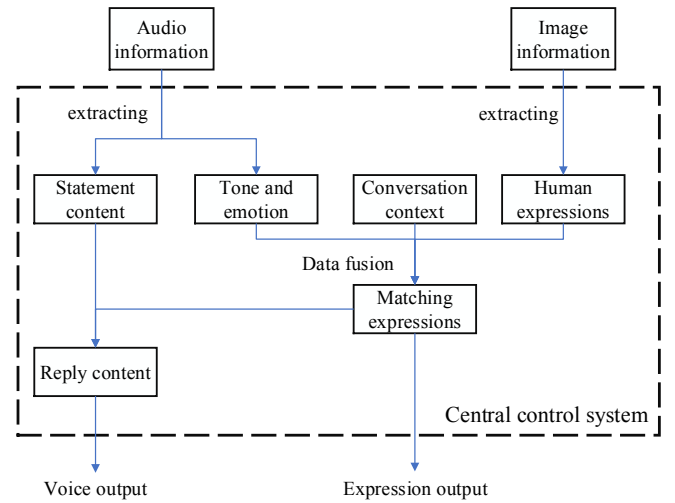 Audio
information
Image
information
extracting
extracting
Statement
content
Tone and
emotion
Conversation
context
Human
expressions
Data fusion
Matching
expressions
Reply content
Central control system
Voice output
Expression output